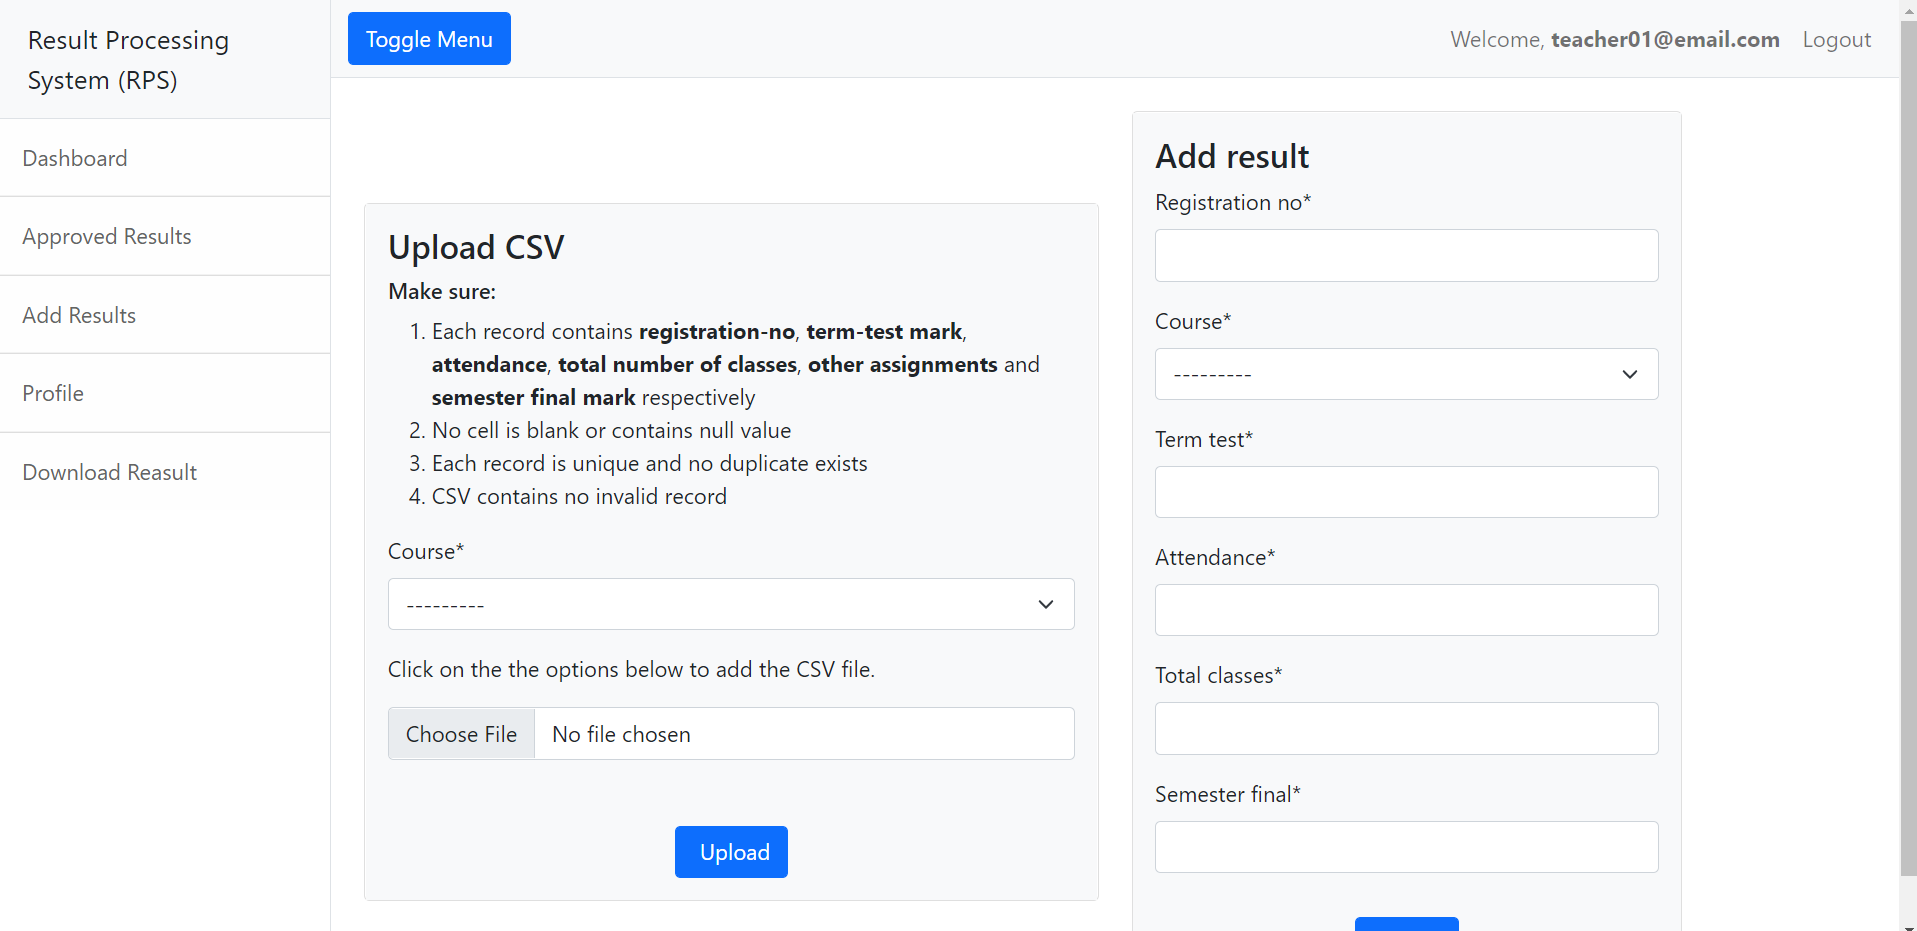 Result Processing
System (RPS)
Dashboard
Approved Results
Add Results
Profile
Download Reasult
Toggle Menu
Welcome, teacher01@email.com
Logout
Upload CSV
Make sure:
1. Each record contains registration-no, term-test mark,
attendance, total number of classes, other assignments and
semester final mark respectively
2. No cell is blank or contains null value
3. Each record is unique and no duplicate exists
4. CSV contains no invalid record
Course*
---------
Click on the the options below to add the CSV file.
Choose File No file chosen
Upload
Add result
Registration no*
Course*
---------
Term test*
Attendance*
Total classes*
Semester final*